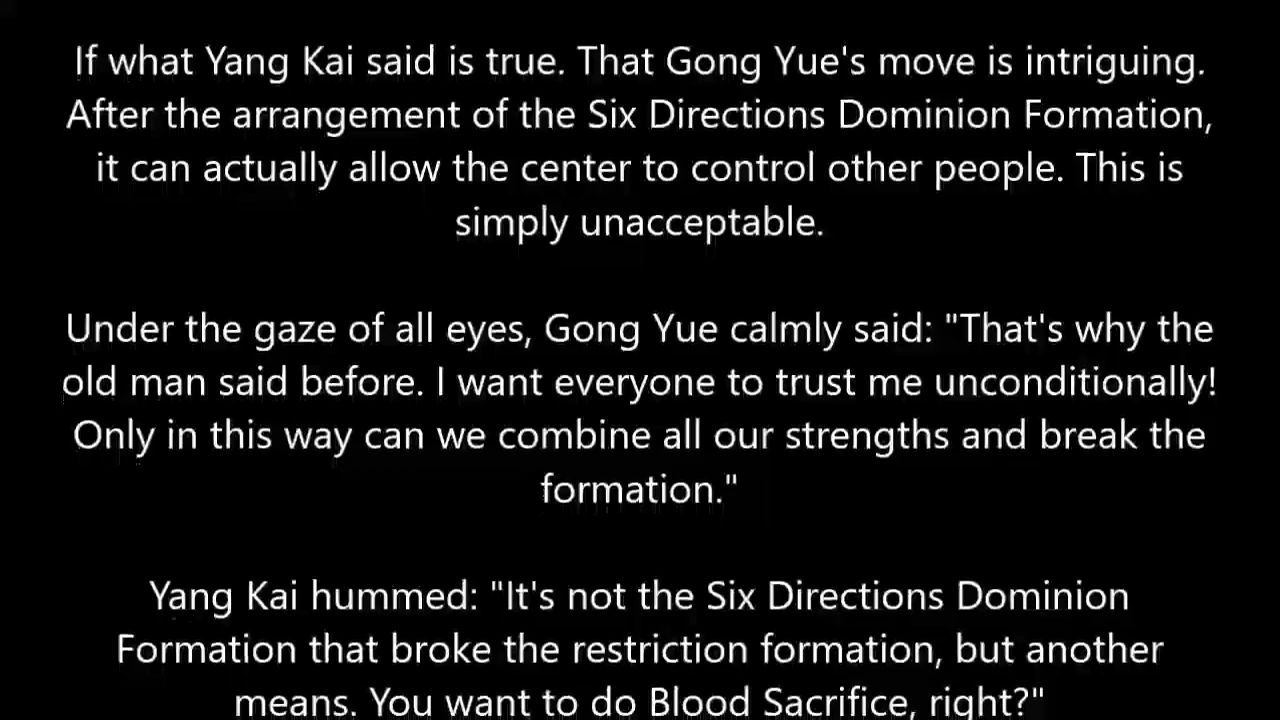 If what Yang Kai said is true. That Gong Yue's move is intriguing.
After the arrangement of the Six Directions Dominion Formation,
it can actually allow the center to control other people. This is
simply unacceptable.
Under the gaze of all eyes, Gong Yue calmly said: "That's why the
old man said before. I want everyone to trust me unconditionally!
Only in this way can we combine all our strengths and break the
formation."
Yang Kai hummed: "It's not the Six Directions Dominion
Formation that broke the restriction formation, but another
means. You want to do Blood Sacrifice, right?"